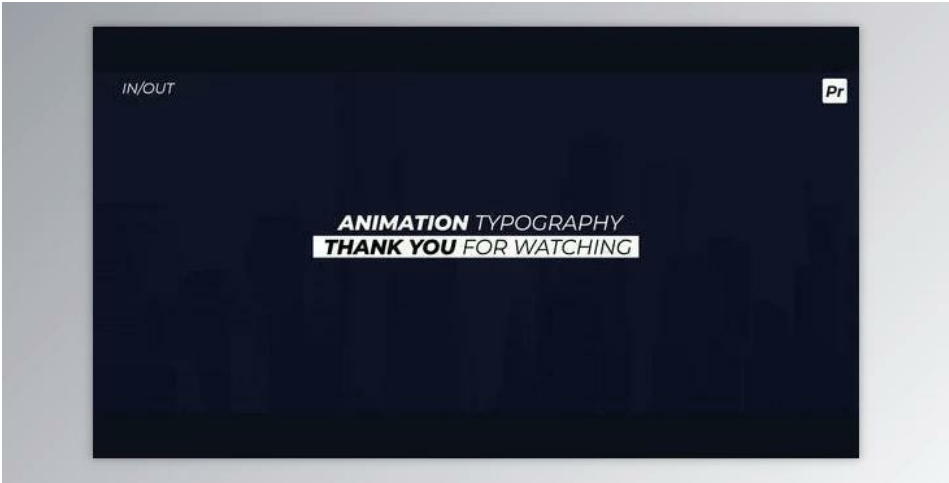 IN/OUT
Pr
ANIMATION TYPOGRAPHY
THANK YOU FOR WATCHING